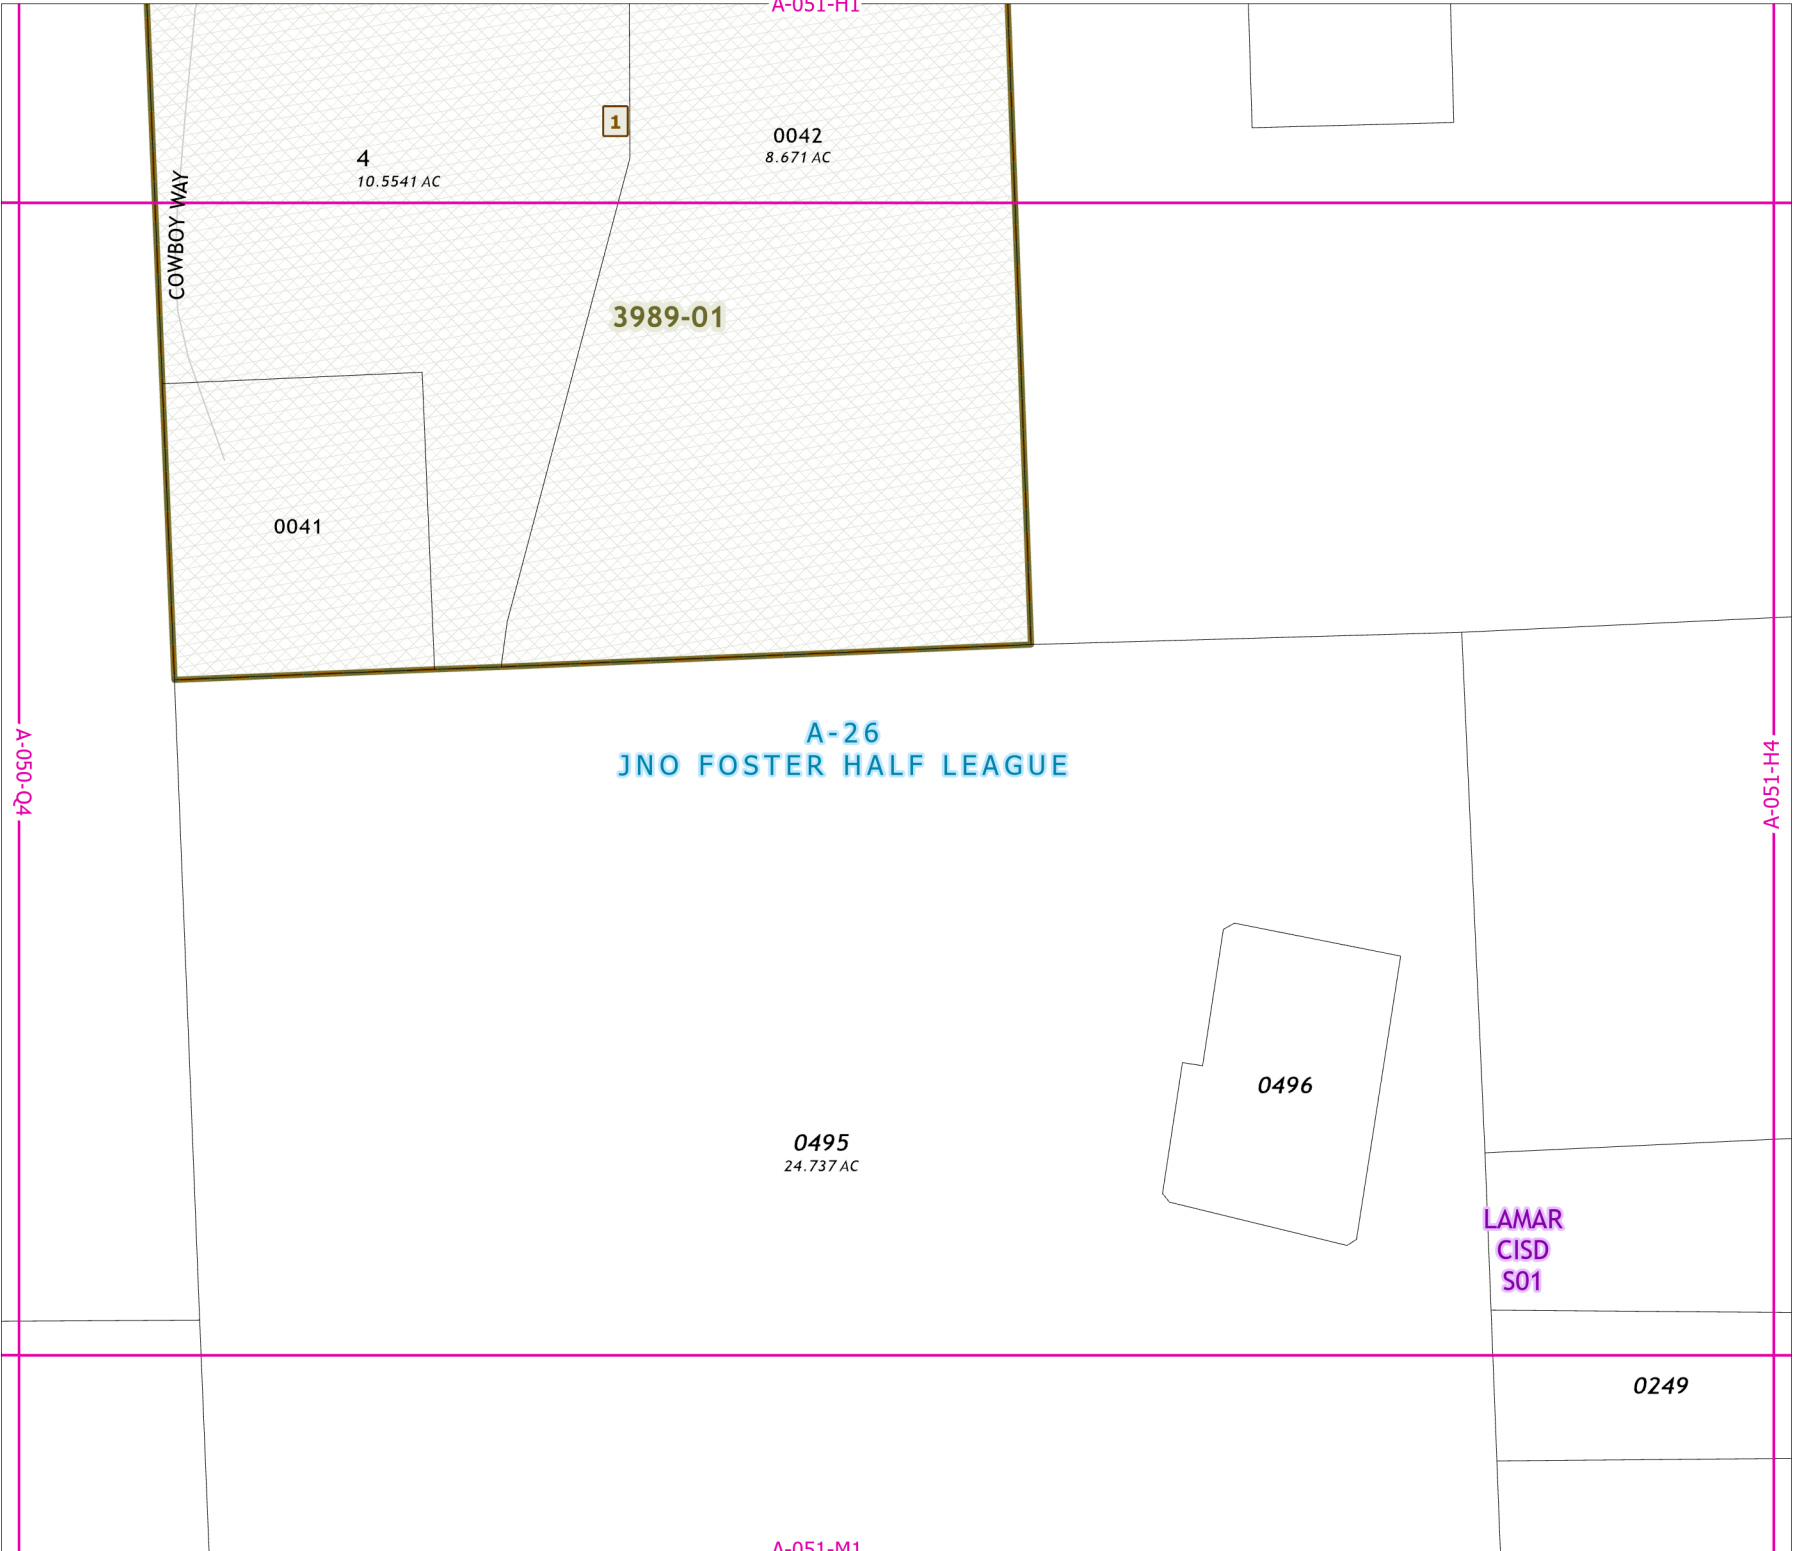 A-051-H1
1
0042
8.671 AC
4
10.5541 AC
COWBOY WAY
3989-01
0041
A-26
JNO FOSTER HALF LEAGUE
A-050-Q4
A-051-H4
0496
0495
24.737 AC
LAMAR
CISD
S01
0249
A-051-M1